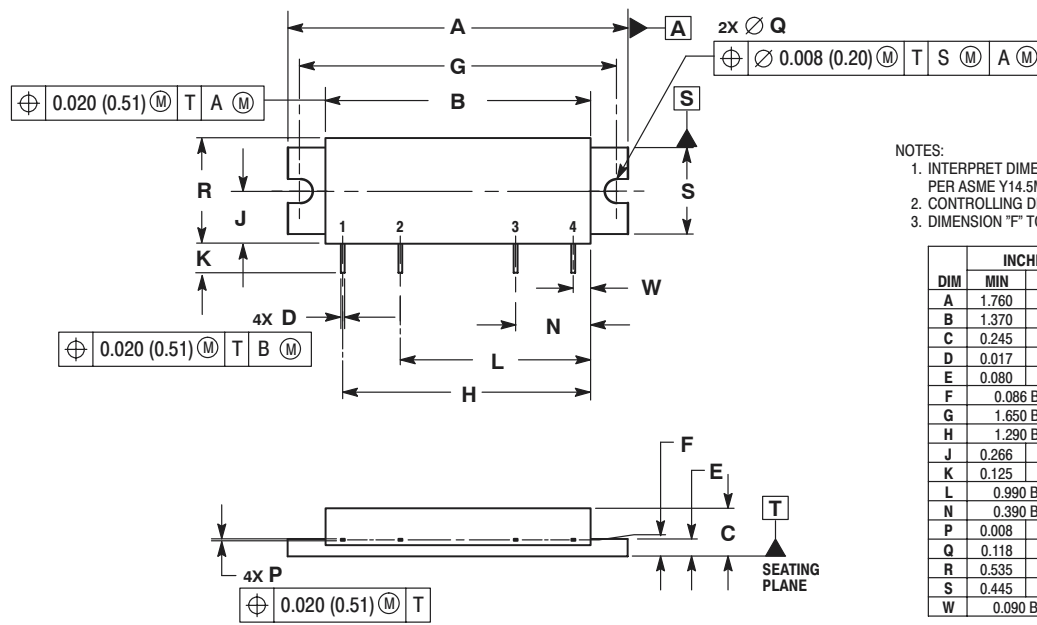 A
A
2X ⌀ Q
⌖ ⌀ 0.008 (0.20) Ⓜ T S Ⓜ A Ⓜ
G
⌖ 0.020 (0.51) Ⓜ T A Ⓜ
B
S
R
J
S
K
1 2 3 4
W
4X D
N
⌖ 0.020 (0.51) Ⓜ T B Ⓜ
L
H
F
E
C
T
4X P
SEATING
PLANE
⌖ 0.020 (0.51) Ⓜ T
NOTES:
1. INTERPRET DIME
PER ASME Y14.5M
2. CONTROLLING DI
3. DIMENSION "F" TO
INCH
DIM MIN
A 1.760
B 1.370
C 0.245
D 0.017
E 0.080
F 0.086 B
G 1.650 B
H 1.290 B
J 0.266
K 0.125
L 0.990 B
N 0.390 B
P 0.008
Q 0.118
R 0.535
S 0.445
W 0.090 B